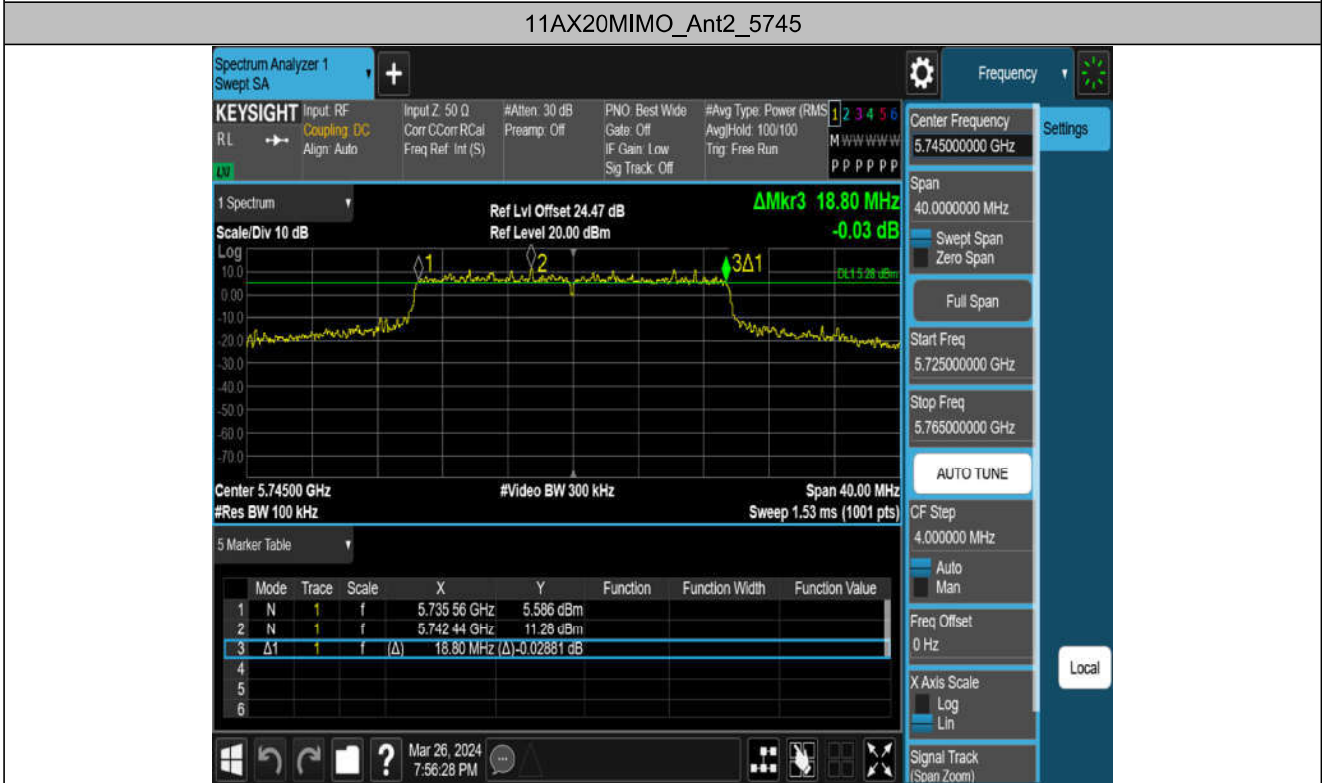 11AX20MIMO_Ant2_5745
Spectrum Analyzer 1
Swept SA
+
Frequency
KEYSIGHT
RL
LXI
Input: RF
Coupling: DC
Align: Auto
Input Z: 50 Ω
Corr CCorr RCal
Freq Ref: Int (S)
#Atten: 30 dB
Preamp: Off
PNO: Best Wide
Gate: Off
IF Gain: Low
Sig Track: Off
#Avg Type: Power (RMS
Avg|Hold: 100/100
Trig: Free Run
1 2 3 4 5 6
M W W W W W
P P P P P P
1 Spectrum
Scale/Div 10 dB
Ref Lvl Offset 24.47 dB
Ref Level 20.00 dBm
ΔMkr3 18.80 MHz
-0.03 dB
Log
10.0
0.00
-10.0
-20.0
-30.0
-40.0
-50.0
-60.0
-70.0
1
2
3Δ1
DL1 5.28 dBm
Center 5.74500 GHz
#Video BW 300 kHz
Span 40.00 MHz
#Res BW 100 kHz
Sweep 1.53 ms (1001 pts)
5 Marker Table
Mode Trace Scale X Y Function Function Width Function Value
1 N 1 f 5.735 56 GHz 5.586 dBm
2 N 1 f 5.742 44 GHz 11.28 dBm
3 Δ1 1 f (Δ) 18.80 MHz (Δ)-0.02881 dB
4
5
6
?
Mar 26, 2024
7:56:28 PM
Center Frequency
5.745000000 GHz
Settings
Span
40.0000000 MHz
Swept Span
Zero Span
Full Span
Start Freq
5.725000000 GHz
Stop Freq
5.765000000 GHz
AUTO TUNE
CF Step
4.000000 MHz
Auto
Man
Freq Offset
0 Hz
Local
X Axis Scale
Log
Lin
Signal Track
(Span Zoom)